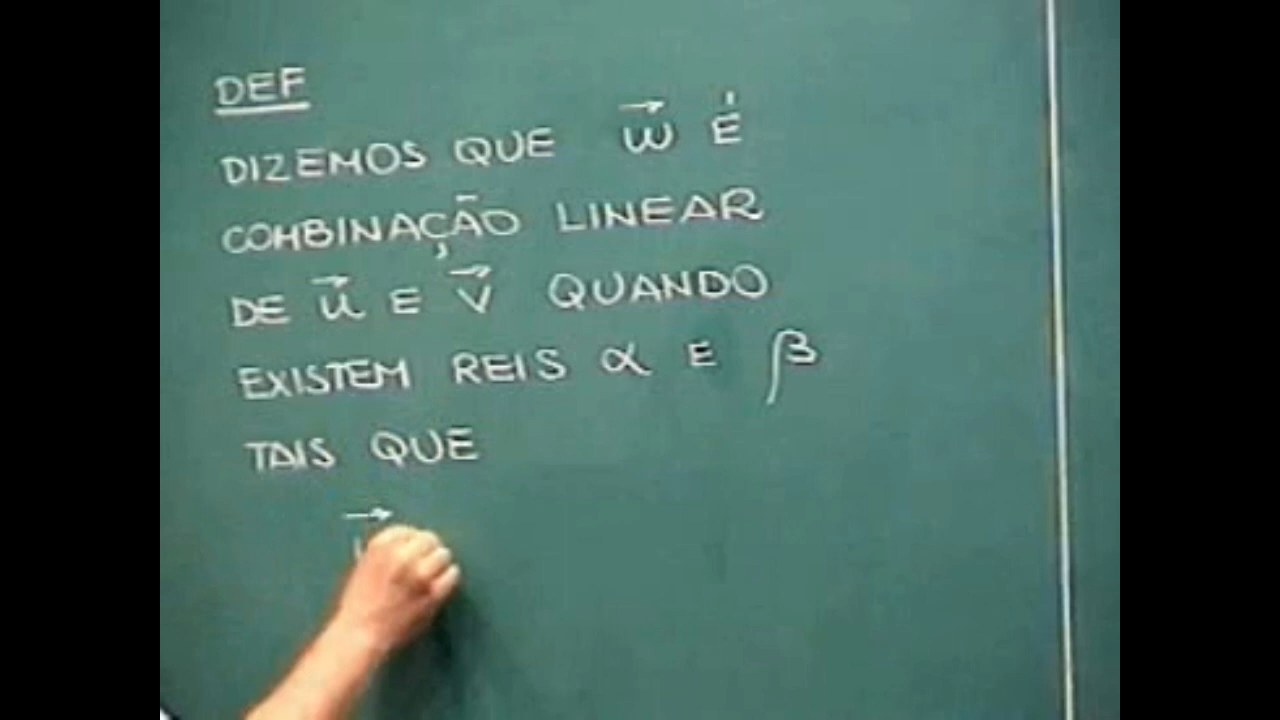 DEF
DIZEMOS QUE w⃗ É
COMBINAÇÃO LINEAR
DE u⃗ E v⃗ QUANDO
EXISTEM REIS α E β
TAIS QUE